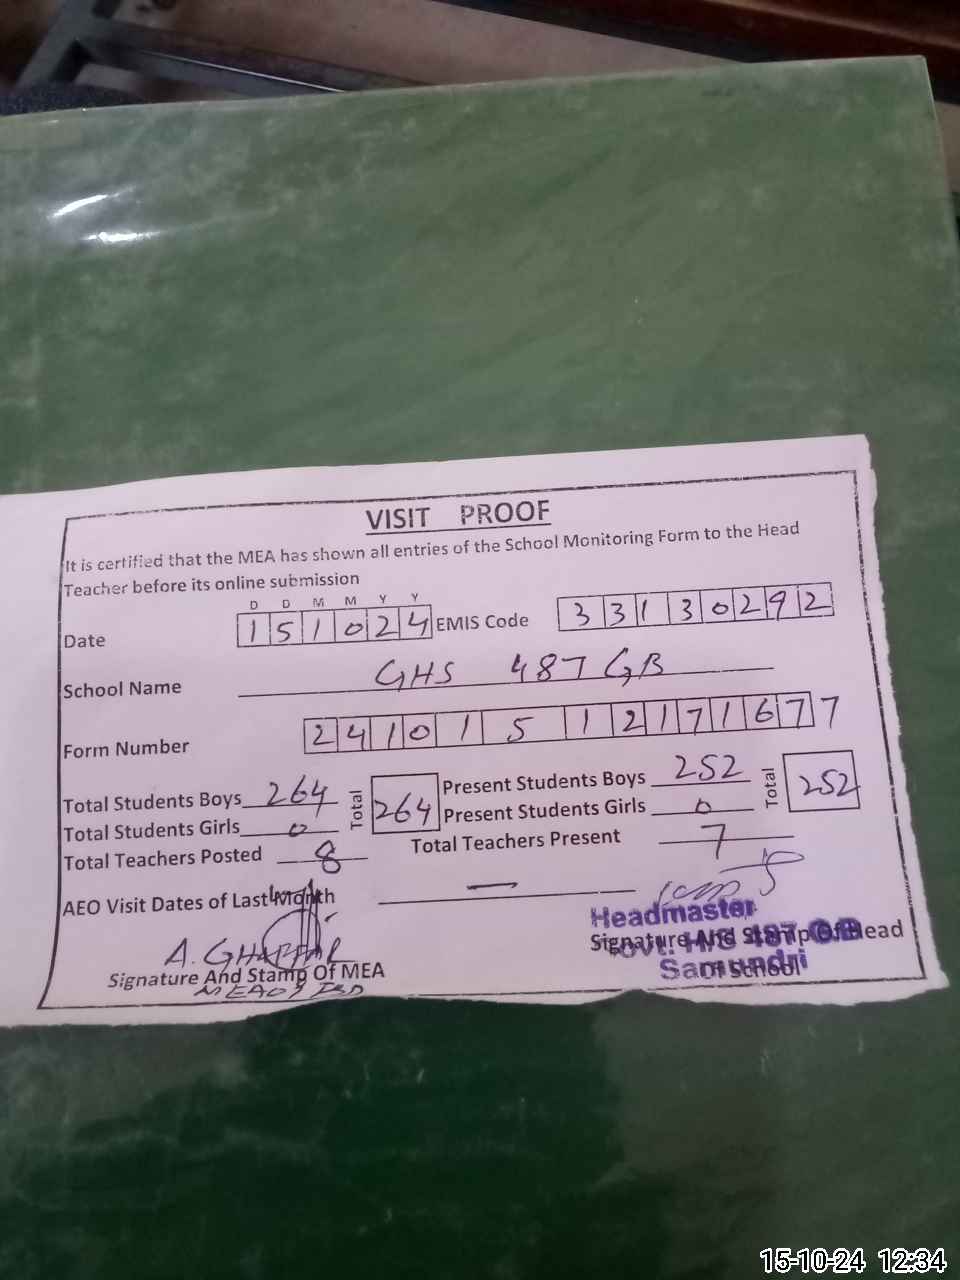 VISIT PROOF
It is certified that the MEA has shown all entries of the School Monitoring Form to the Head
Teacher before its online submission
D D M M Y Y
Date 1 5 1 0 2 4 EMIS Code 3 3 1 3 0 2 9 2
School Name GHS 487 GB
Form Number 2 4 1 0 1 5 1 2 1 7 1 6 7 7
Total Students Boys 264 Total 264 Present Students Boys 252 Total 252
Total Students Girls 0 Present Students Girls 0
Total Teachers Posted 8 Total Teachers Present 7
AEO Visit Dates of Last Month —
Headmaster
A. GHAFFAR Signature And Stamp Of Head
Govt. H/S 487 GB
Signature And Stamp Of MEA Of School
Samundri
15-10-24 12:34